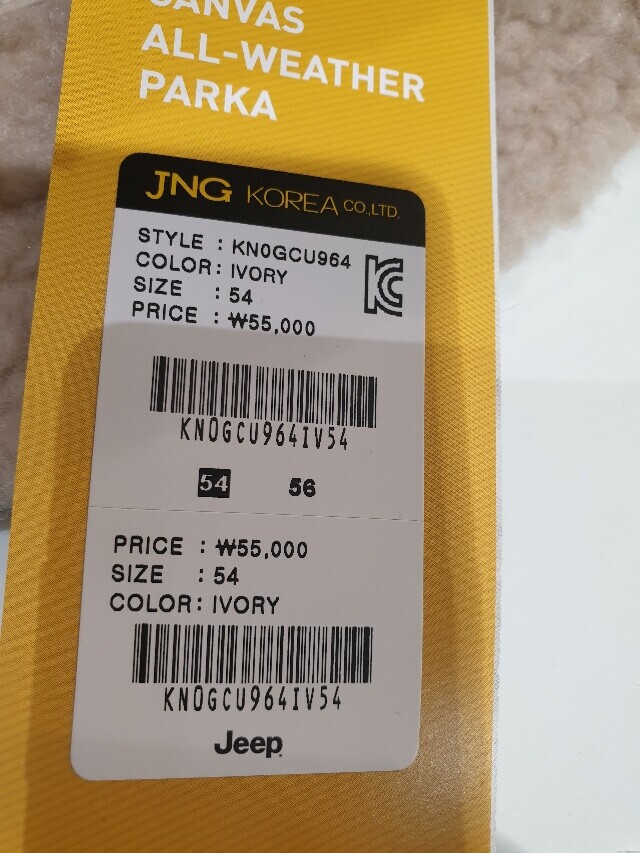 CANVAS
ALL-WEATHER
PARKA
JNG KOREA CO.,LTD.
STYLE : KN0GCU964
COLOR : IVORY
SIZE : 54
PRICE : ₩55,000
KN0GCU964IV54
54 56
PRICE : ₩55,000
SIZE : 54
COLOR : IVORY
KN0GCU964IV54
Jeep